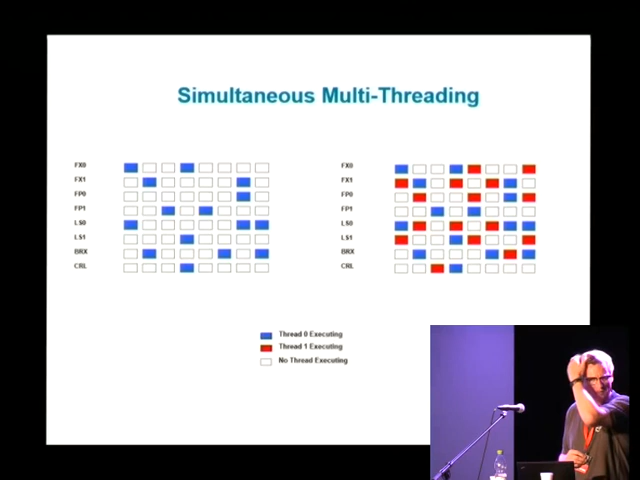 Simultaneous Multi-Threading
FX0
FX1
FP0
FP1
LS0
LS1
BRX
CRL
FX0
FX1
FP0
FP1
LS0
LS1
BRX
CRL
Thread 0 Executing
Thread 1 Executing
No Thread Executing